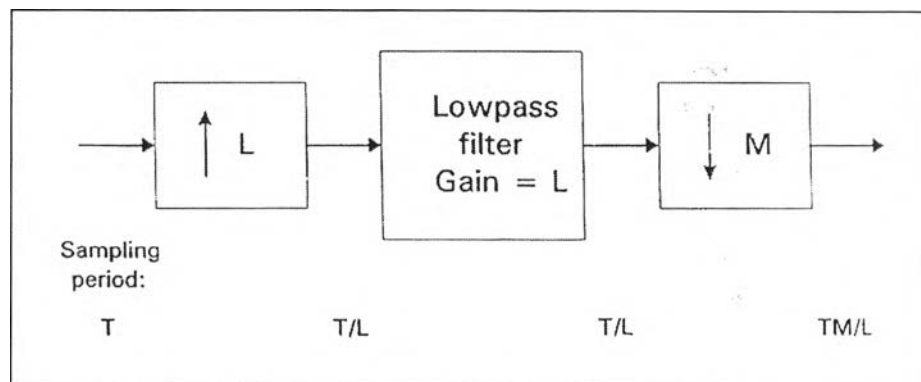 L
Lowpass
filter
Gain = L
M
Sampling
period:
T T/L T/L TM/L